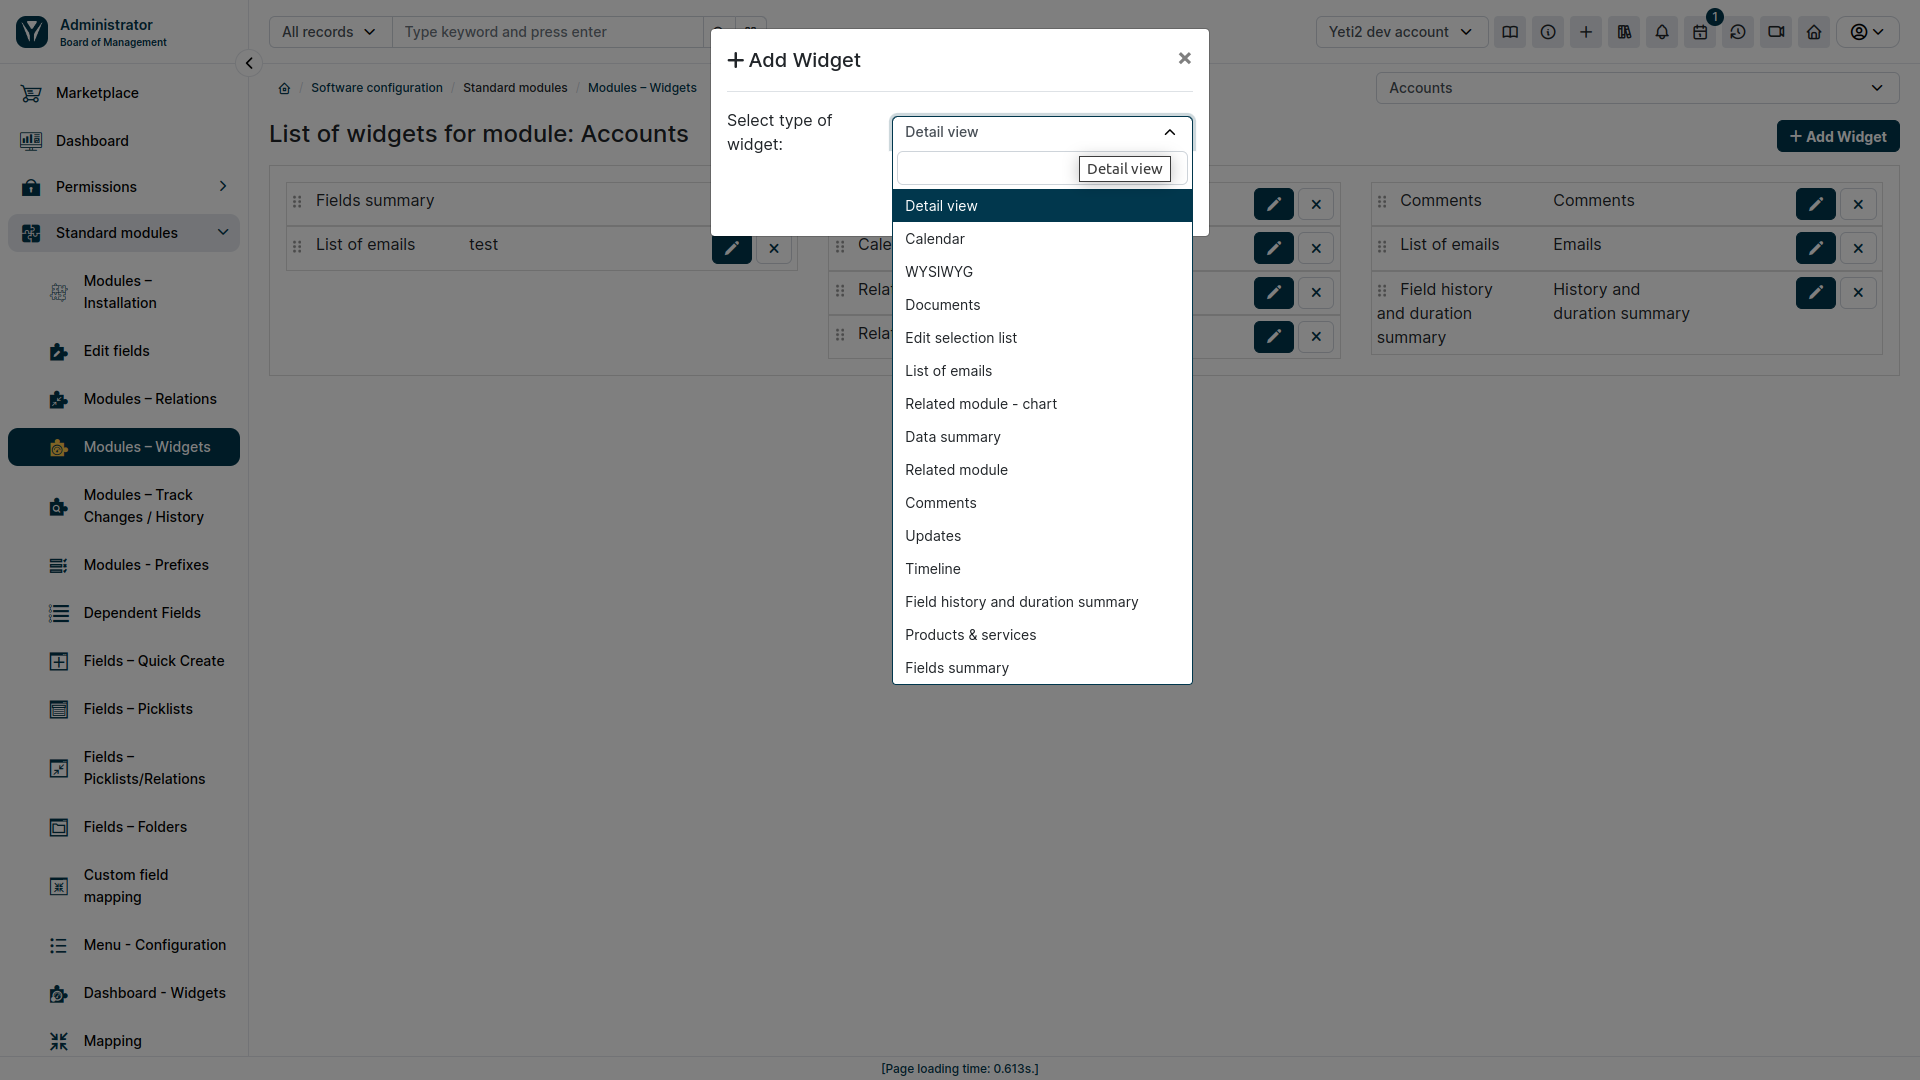 Administrator
Board of Management
All records
Type keyword and press enter
Yeti2 dev account
1
Marketplace
Dashboard
Permissions
Standard modules
Modules – Installation
Edit fields
Modules – Relations
Modules – Widgets
Modules – Track Changes / History
Modules - Prefixes
Dependent Fields
Fields – Quick Create
Fields – Picklists
Fields – Picklists/Relations
Fields – Folders
Custom field mapping
Menu - Configuration
Dashboard - Widgets
Mapping
/ Software configuration / Standard modules / Modules – Widgets
Accounts
List of widgets for module: Accounts
+ Add Widget
Fields summary
List of emails test
Cale
Rela
Rela
Comments Comments
List of emails Emails
Field history and duration summary
History and duration summary
+ Add Widget
×
Select type of widget:
Detail view
Detail view
Detail view
Calendar
WYSIWYG
Documents
Edit selection list
List of emails
Related module - chart
Data summary
Related module
Comments
Updates
Timeline
Field history and duration summary
Products & services
Fields summary
[Page loading time: 0.613s.]